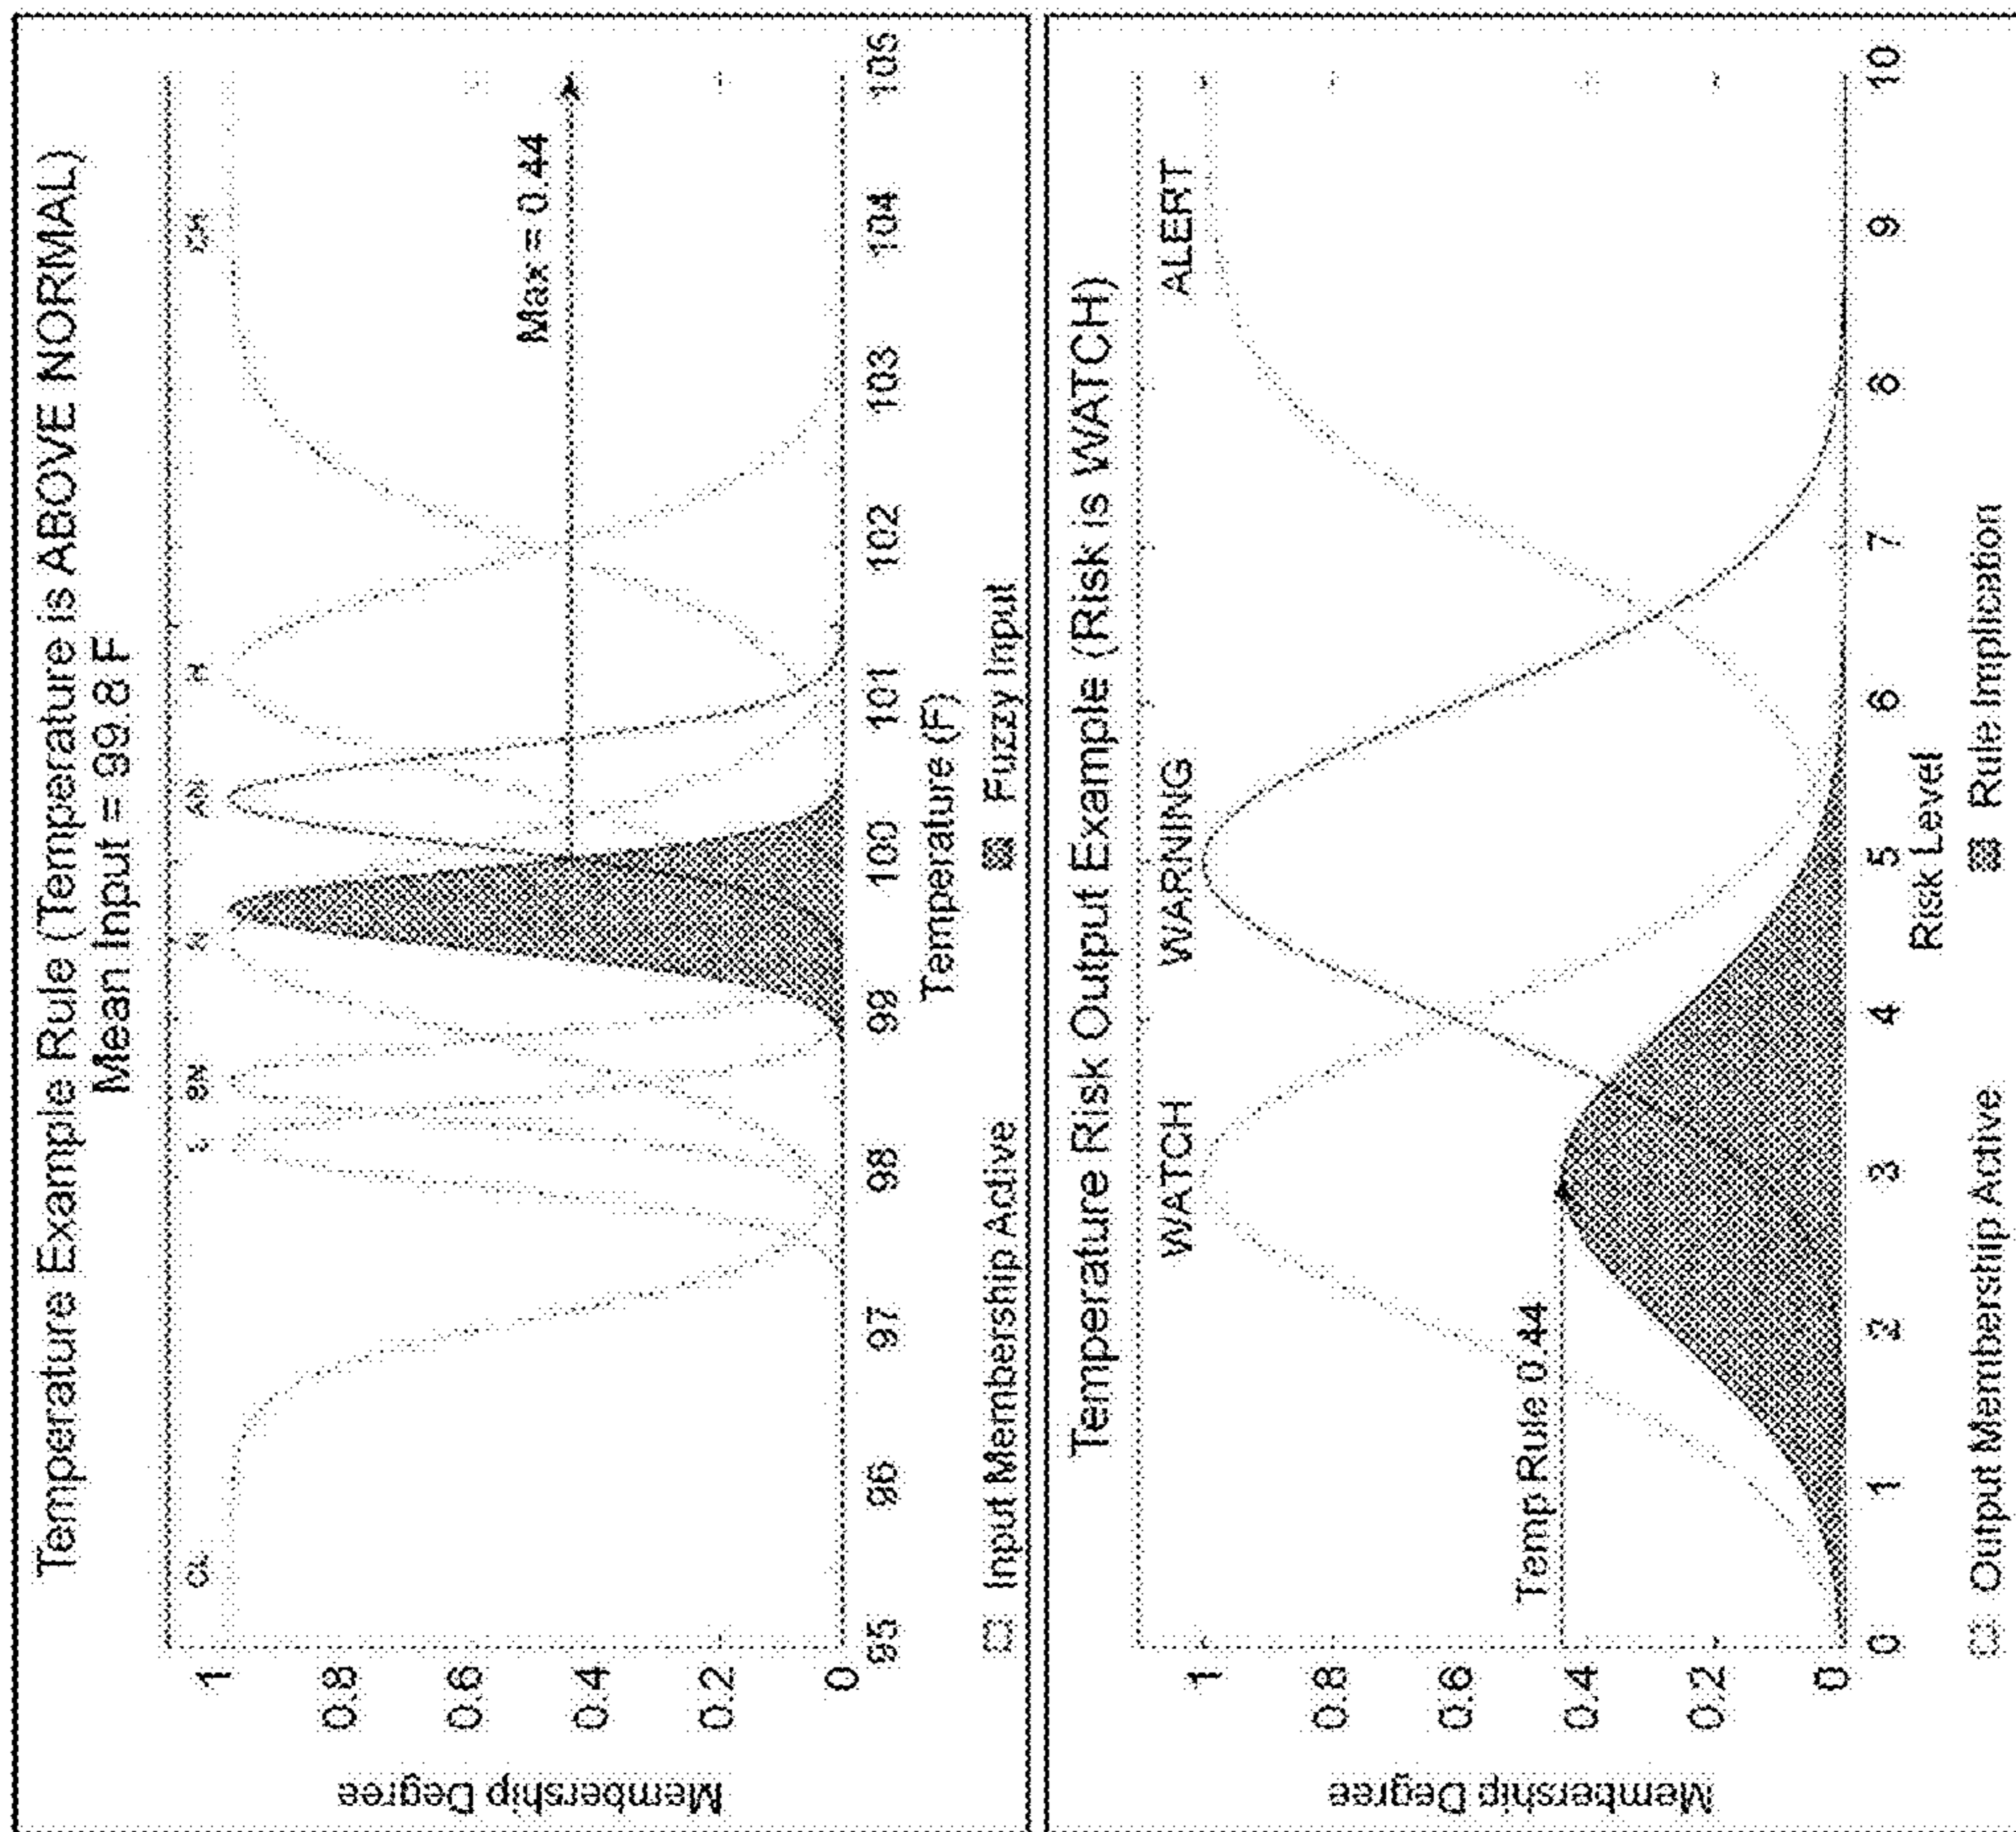 Temperature Example Rule (Temperature is ABOVE NORMAL)
Mean Input = 99.8 F
Membership Degree
1
0.8
0.6
0.4
0.2
0
CL
L
BN
N
AN
H
CH
Max = 0.44
95 96 97 98 99 100 101 102 103 104 105
Temperature (F)
Input Membership Active
Fuzzy Input
Temperature Risk Output Example (Risk is WATCH)
Membership Degree
1
0.8
0.6
0.4
0.2
0
WATCH
WARNING
ALERT
Temp Rule 0.44
0 1 2 3 4 5 6 7 8 9 10
Risk Level
Output Membership Active
Rule Implication